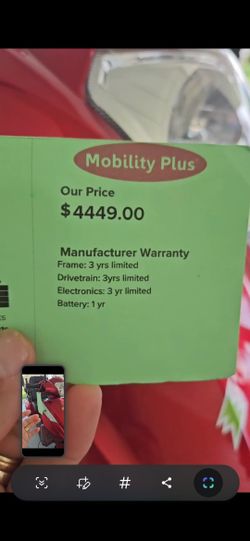 Mobility Plus
Our Price
$4449.00
Manufacturer Warranty
Frame: 3 yrs limited
Drivetrain: 3yrs limited
Electronics: 3 yr limited
Battery: 1 yr